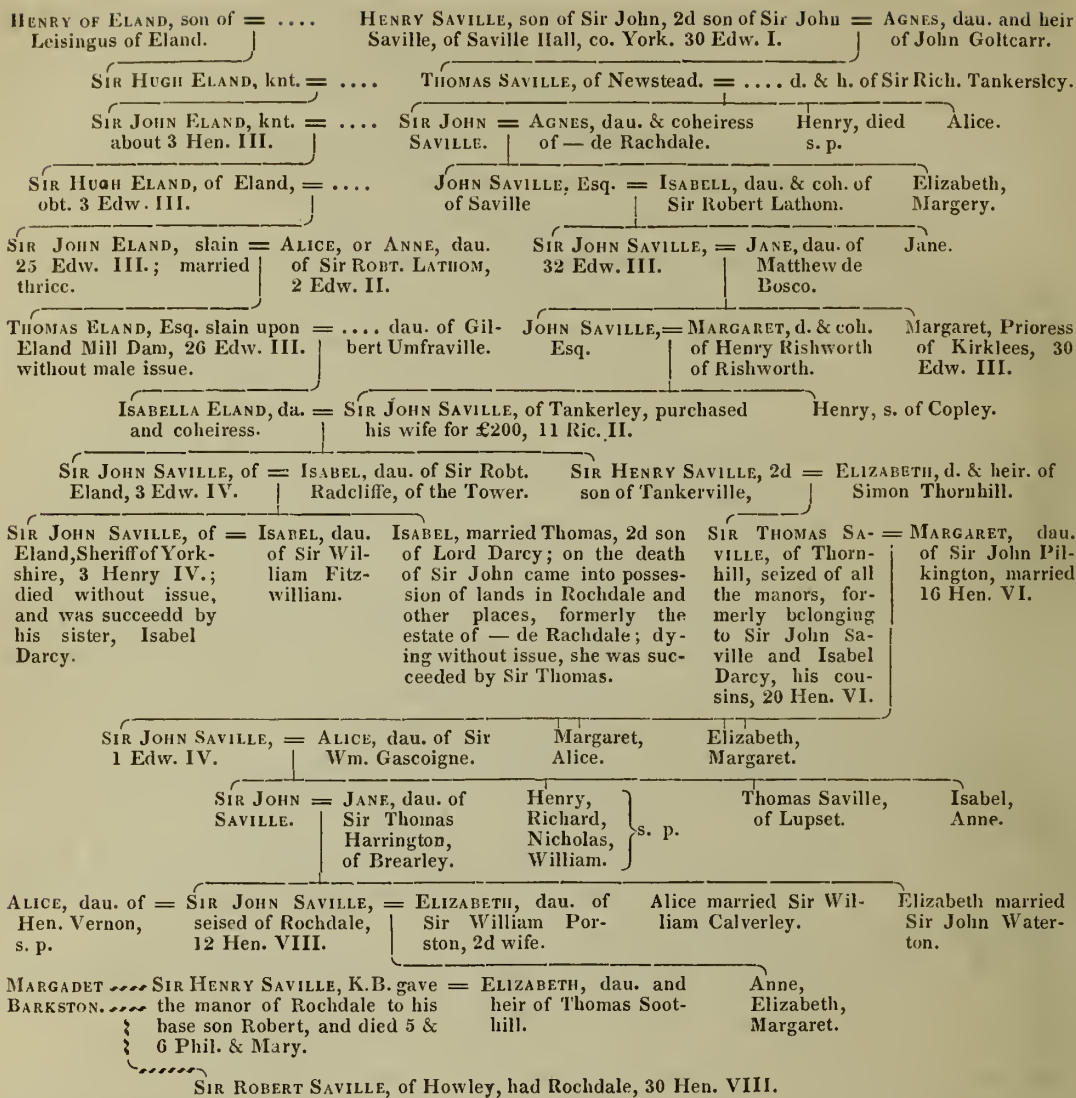 HENRY OF ELAND, son of = .... HENRY SAVILLE, son of Sir John, 2d son of Sir John = AGNES, dau. and heir
Leisingus of Eland. Saville, of Saville Hall, co. York. 30 Edw. I. of John Goltcarr.
SIR HUGH ELAND, knt. = .... THOMAS SAVILLE, of Newstead. = .... d. & h. of Sir Rich. Tankersley.
SIR JOHN ELAND, knt. = .... SIR JOHN = AGNES, dau. & coheiress Henry, died Alice.
about 3 Hen. III. SAVILLE. of — de Rachdale. s. p.
SIR HUGH ELAND, of Eland, = .... JOHN SAVILLE, Esq. = ISABELL, dau. & coh. of Elizabeth,
obt. 3 Edw. III. of Saville Sir Robert Lathom. Margery.
SIR JOHN ELAND, slain = ALICE, or ANNE, dau. SIR JOHN SAVILLE, = JANE, dau. of Jane.
25 Edw. III.; married of Sir ROBT. LATHOM, 32 Edw. III. Matthew de
thrice. 2 Edw. II. Bosco.
THOMAS ELAND, Esq. slain upon = .... dau. of Gil- JOHN SAVILLE, = MARGARET, d. & coh. Margaret, Prioress
Eland Mill Dam, 26 Edw. III. bert Umfraville. Esq. of Henry Rishworth of Kirklees, 30
without male issue. of Rishworth. Edw. III.
ISABELLA ELAND, da. = SIR JOHN SAVILLE, of Tankerley, purchased Henry, s. of Copley.
and coheiress. his wife for £200, 11 Ric. II.
SIR JOHN SAVILLE, of = ISABEL, dau. of Sir Robt. SIR HENRY SAVILLE, 2d = ELIZABETH, d. & heir. of
Eland, 3 Edw. IV. Radcliffe, of the Tower. son of Tankerville, Simon Thornhill.
SIR JOHN SAVILLE, of = ISABEL, dau. ISABEL, married Thomas, 2d son SIR THOMAS SA- = MARGARET, dau.
Eland, Sheriff of York- of Sir Wil- of Lord Darcy; on the death VILLE, of Thorn- of Sir John Pil-
shire, 3 Henry IV.; liam Fitz- of Sir John came into posses- hill, seized of all kington, married
died without issue, william. sion of lands in Rochdale and the manors, for- 16 Hen. VI.
and was succeedd by other places, formerly the merly belonging
his sister, Isabel estate of — de Rachdale; dy- to Sir John Sa-
Darcy. ing without issue, she was suc- ville and Isabel
ceeded by Sir Thomas. Darcy, his cou-
sins, 20 Hen. VI.
SIR JOHN SAVILLE, = ALICE, dau. of Sir Margaret, Elizabeth,
1 Edw. IV. Wm. Gascoigne. Alice. Margaret.
SIR JOHN = JANE, dau. of Henry, Thomas Saville, Isabel,
SAVILLE. Sir Thomas Richard, of Lupset. Anne.
Harrington, Nicholas, s. p.
of Brearley. William.
ALICE, dau. of = SIR JOHN SAVILLE, = ELIZABETH, dau. of Alice married Sir Wil- Elizabeth married
Hen. Vernon, seised of Rochdale, Sir William Por- liam Calverley. Sir John Water-
s. p. 12 Hen. VIII. ston, 2d wife. ton.
MARGADET SIR HENRY SAVILLE, K.B. gave = ELIZABETH, dau. and Anne,
BARKSTON. the manor of Rochdale to his heir of Thomas Soot- Elizabeth,
base son Robert, and died 5 & hill. Margaret.
6 Phil. & Mary.
SIR ROBERT SAVILLE, of Howley, had Rochdale, 30 Hen. VIII.